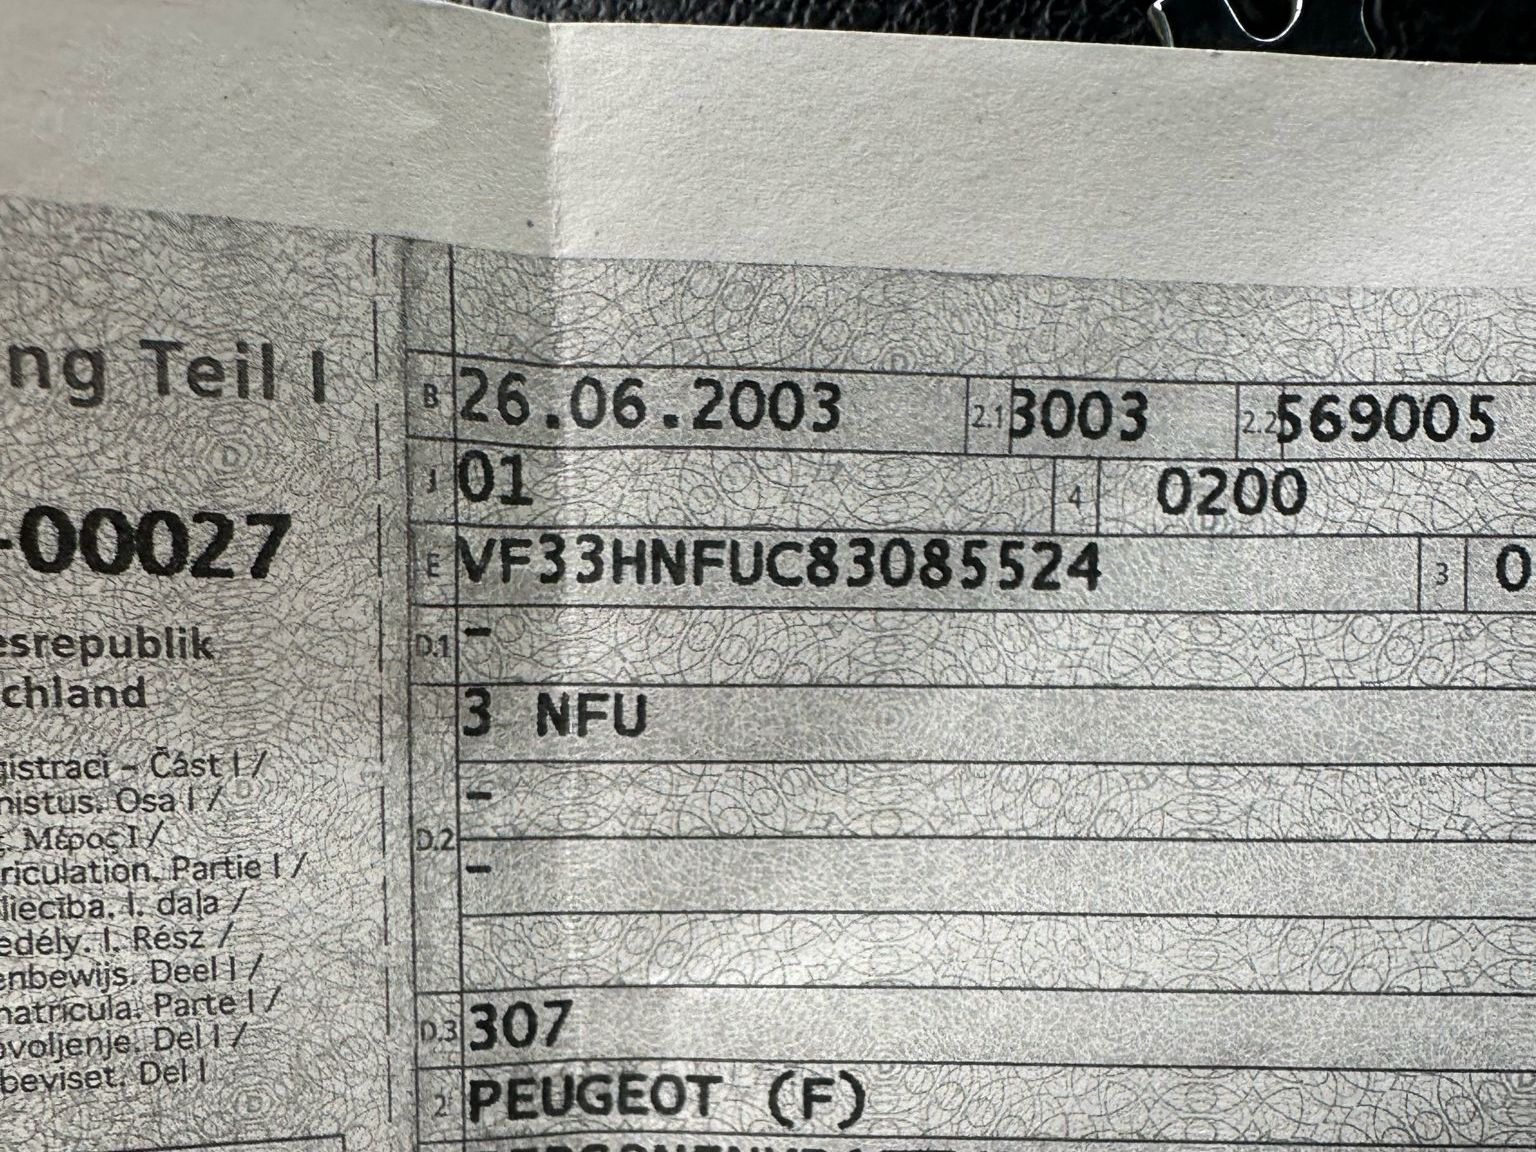 ng Teil I
-00027
esrepublik
chland
gistraci – Část I /
nistus. Osa I /
. Μέρος I /
riculation. Partie I /
liecība. I. daļa /
edély. I. Rész /
enbewijs. Deel I /
natrícula. Parte I /
ovoljenje. Del I /
beviset. Del I
B 26.06.2003 2.1 3003 2.2 569005
J 01 4 0200
E VF33HNFUC83085524 3 0
D.1 -
3 NFU
-
D.2
-
D.3 307
2 PEUGEOT (F)